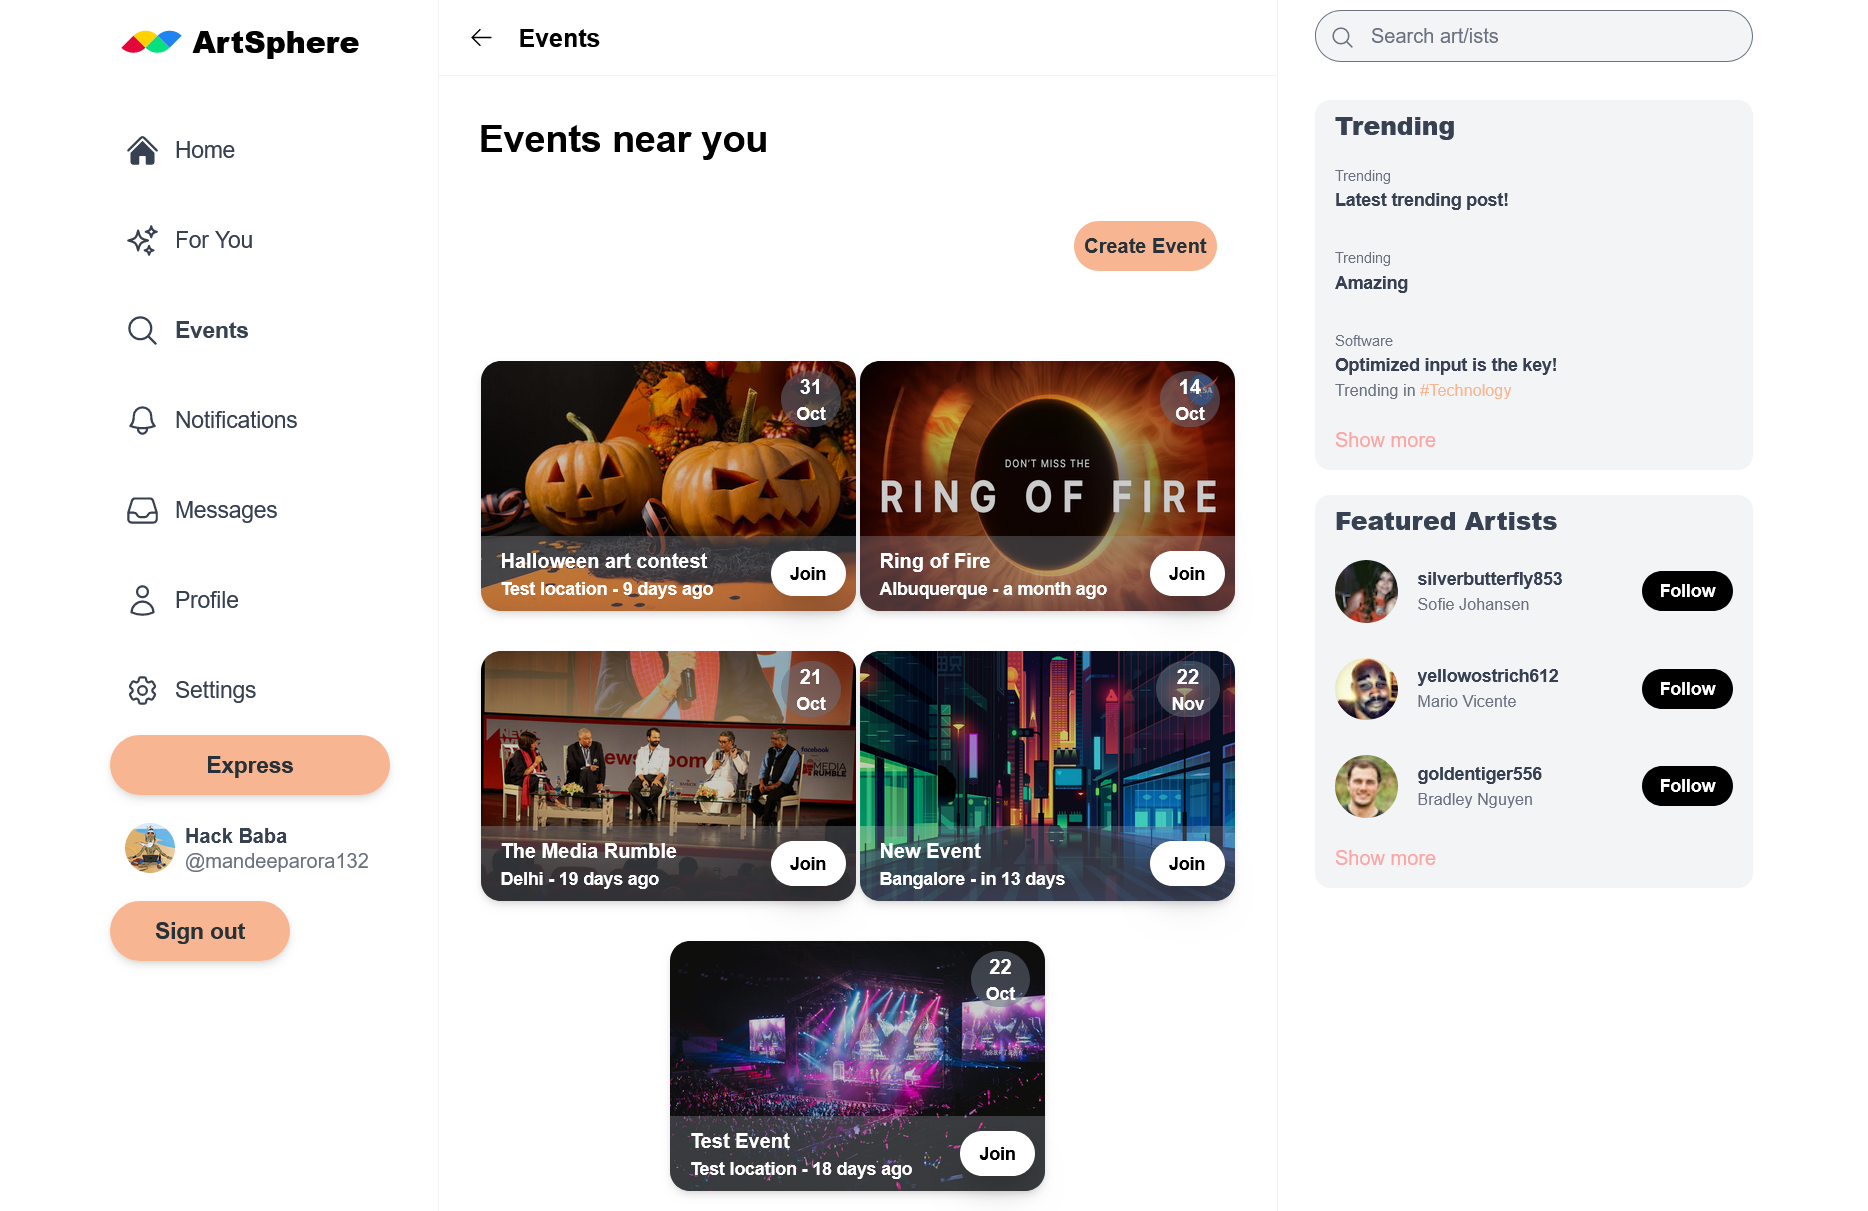 ArtSphere
Home
For You
Events
Notifications
Messages
Profile
Settings
Express
Hack Baba
@mandeeparora132
Sign out
Events
Events near you
Create Event
31
Oct
Halloween art contest
Test location - 9 days ago
Join
14
Oct
DON'T MISS THE
RING OF FIRE
Ring of Fire
Albuquerque - a month ago
Join
21
Oct
facebook
MEDIA
RUMBLE
The Media Rumble
Delhi - 19 days ago
Join
22
Nov
New Event
Bangalore - in 13 days
Join
22
Oct
Test Event
Test location - 18 days ago
Join
Search art/ists
Trending
Trending
Latest trending post!
Trending
Amazing
Software
Optimized input is the key!
Trending in #Technology
Show more
Featured Artists
silverbutterfly853
Sofie Johansen
Follow
yellowostrich612
Mario Vicente
Follow
goldentiger556
Bradley Nguyen
Follow
Show more